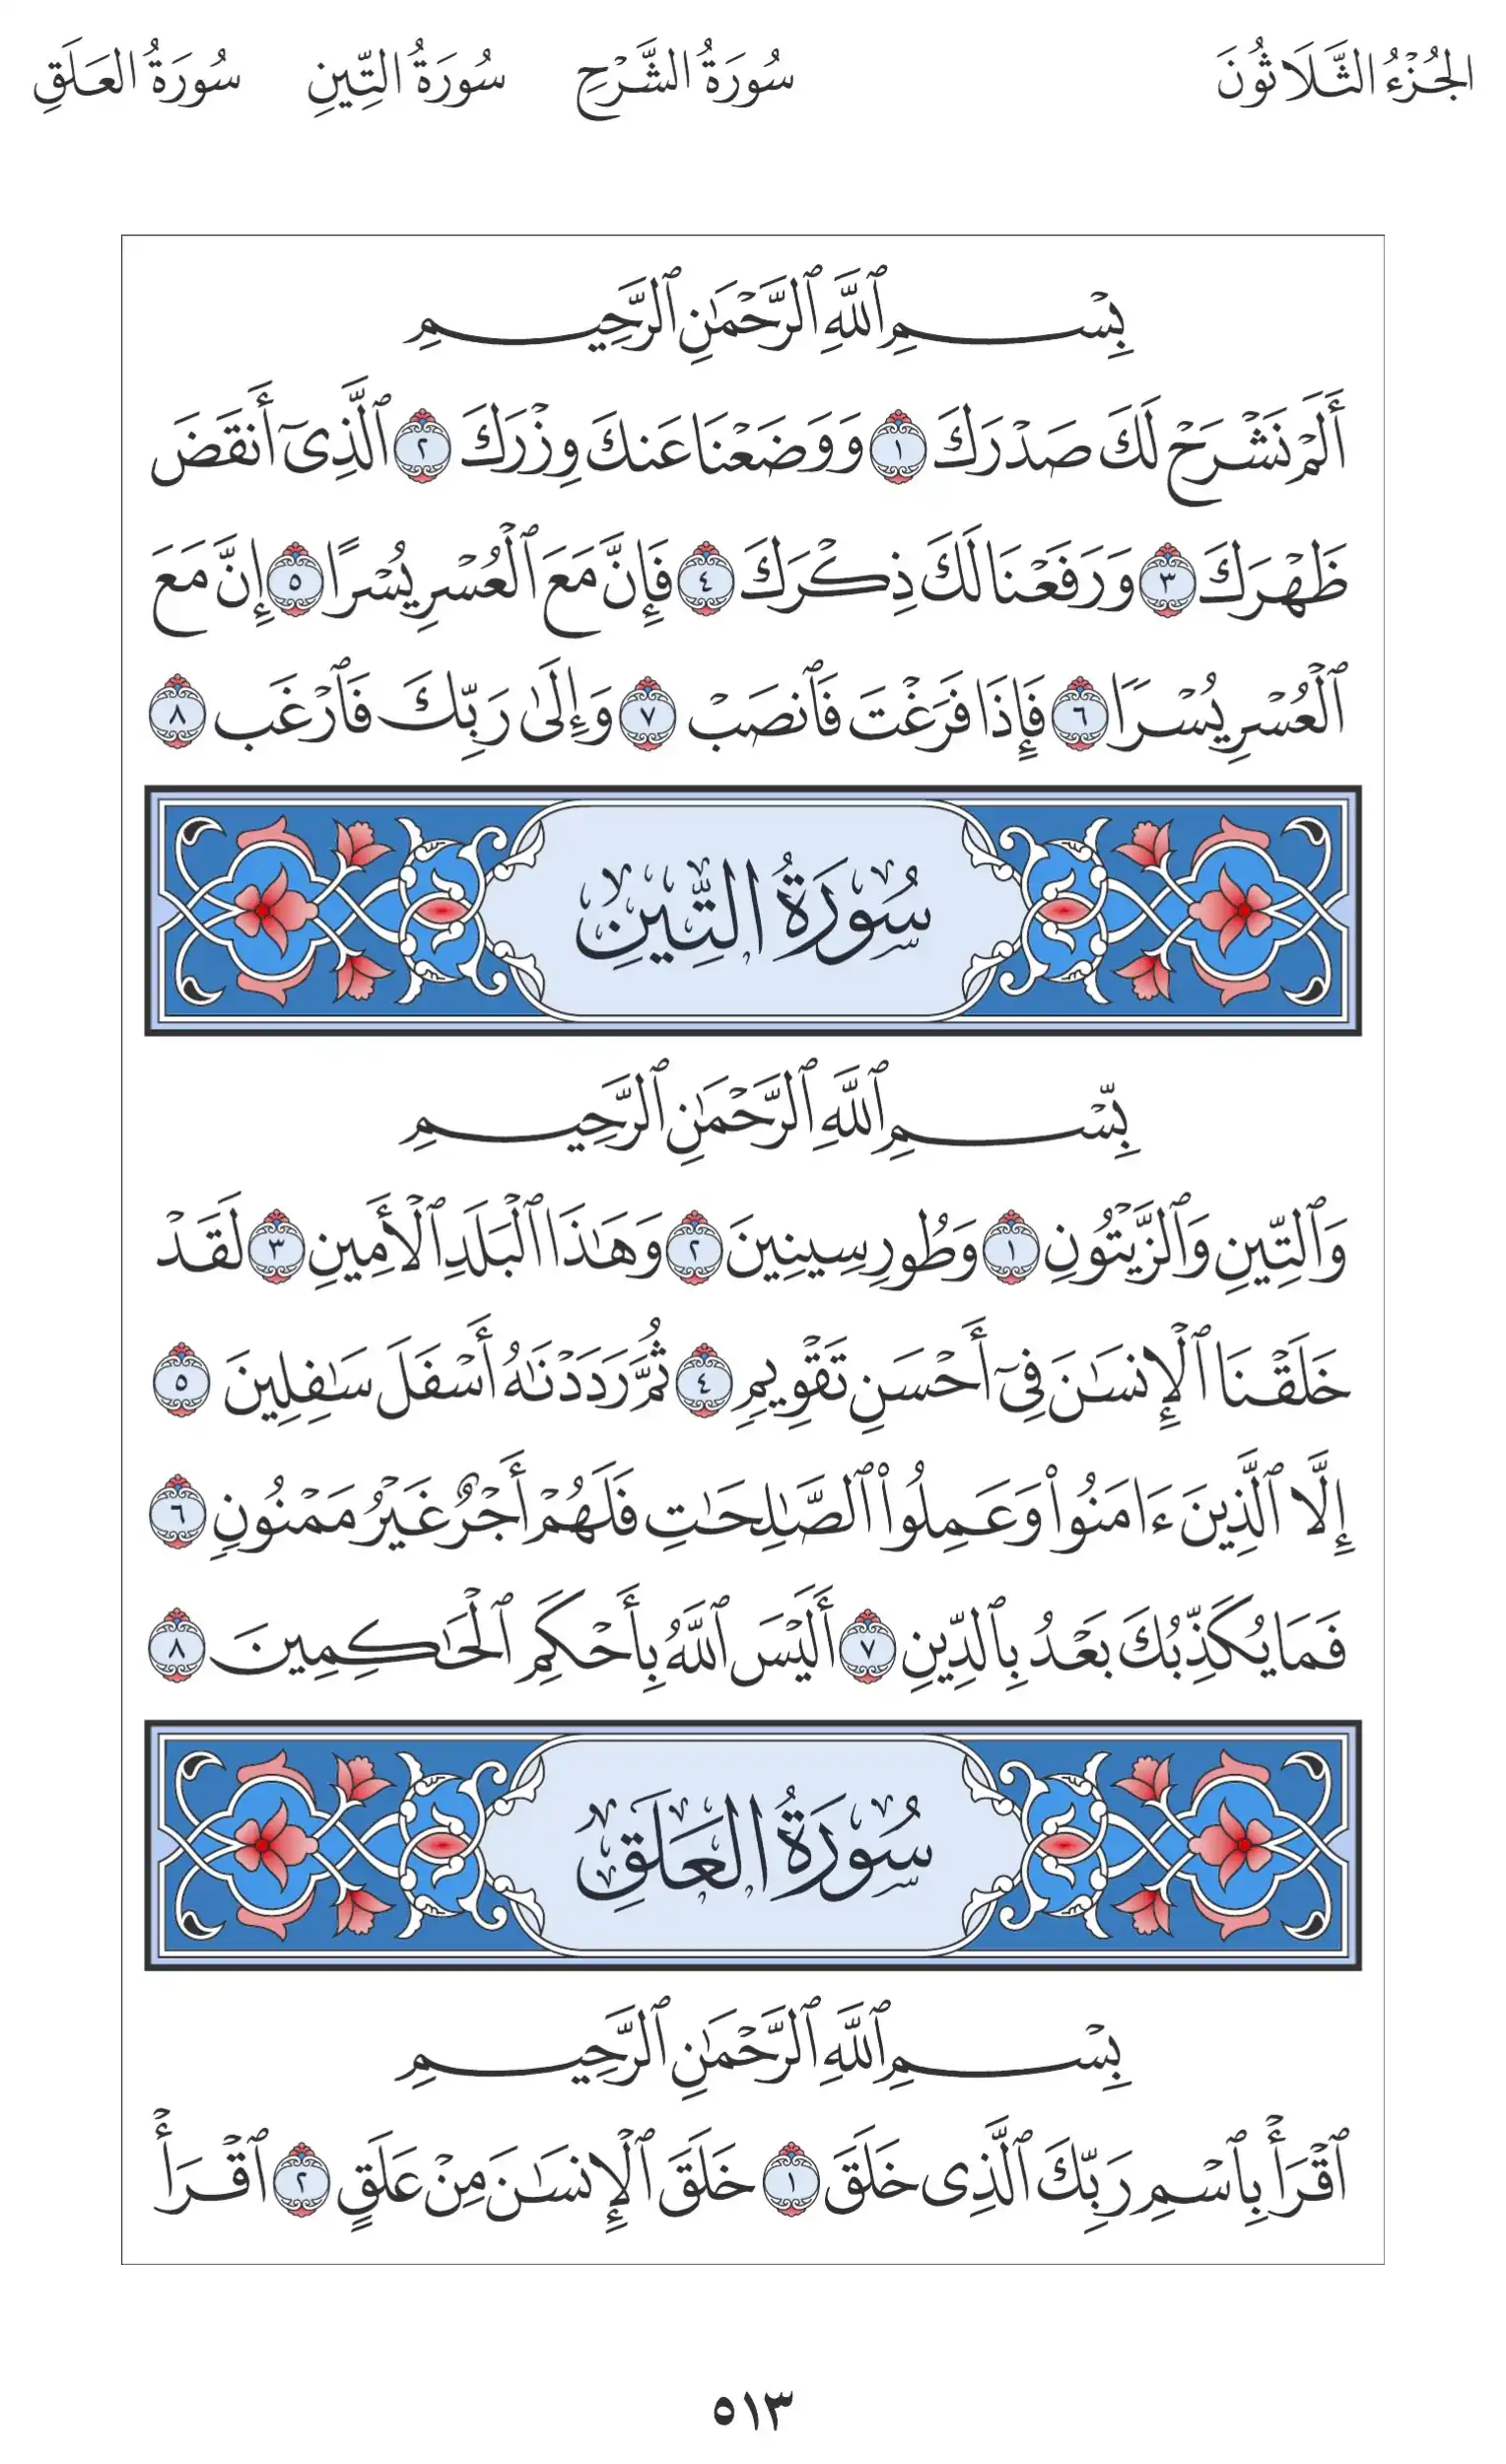 الجُزْءُ الثَّلَاثُونَ سُورَةُ الشَّرْحِ سُورَةُ التِّينِ سُورَةُ العَلَقِ
بِسْمِ ٱللَّهِ ٱلرَّحْمَٰنِ ٱلرَّحِيمِ
أَلَمْ نَشْرَحْ لَكَ صَدْرَكَ ١ وَوَضَعْنَا عَنكَ وِزْرَكَ ٢ ٱلَّذِىٓ أَنقَضَ
ظَهْرَكَ ٣ وَرَفَعْنَا لَكَ ذِكْرَكَ ٤ فَإِنَّ مَعَ ٱلْعُسْرِ يُسْرًا ٥ إِنَّ مَعَ
ٱلْعُسْرِ يُسْرًا ٦ فَإِذَا فَرَغْتَ فَٱنصَبْ ٧ وَإِلَىٰ رَبِّكَ فَٱرْغَب ٨
سُورَةُ التِّينِ
بِّسْمِ ٱللَّهِ ٱلرَّحْمَٰنِ ٱلرَّحِيمِ
وَٱلتِّينِ وَٱلزَّيْتُونِ ١ وَطُورِ سِينِينَ ٢ وَهَٰذَا ٱلْبَلَدِ ٱلْأَمِينِ ٣ لَقَدْ
خَلَقْنَا ٱلْإِنسَٰنَ فِىٓ أَحْسَنِ تَقْوِيمٍ ٤ ثُمَّ رَدَدْنَٰهُ أَسْفَلَ سَٰفِلِينَ ٥
إِلَّا ٱلَّذِينَ ءَامَنُوا۟ وَعَمِلُوا۟ ٱلصَّٰلِحَٰتِ فَلَهُمْ أَجْرٌ غَيْرُ مَمْنُونٍ ٦
فَمَا يُكَذِّبُكَ بَعْدُ بِٱلدِّينِ ٧ أَلَيْسَ ٱللَّهُ بِأَحْكَمِ ٱلْحَٰكِمِينَ ٨
سُورَةُ العَلَقِ
بِسْمِ ٱللَّهِ ٱلرَّحْمَٰنِ ٱلرَّحِيمِ
ٱقْرَأْ بِٱسْمِ رَبِّكَ ٱلَّذِى خَلَقَ ١ خَلَقَ ٱلْإِنسَٰنَ مِنْ عَلَقٍ ٢ ٱقْرَأْ
٥١٣